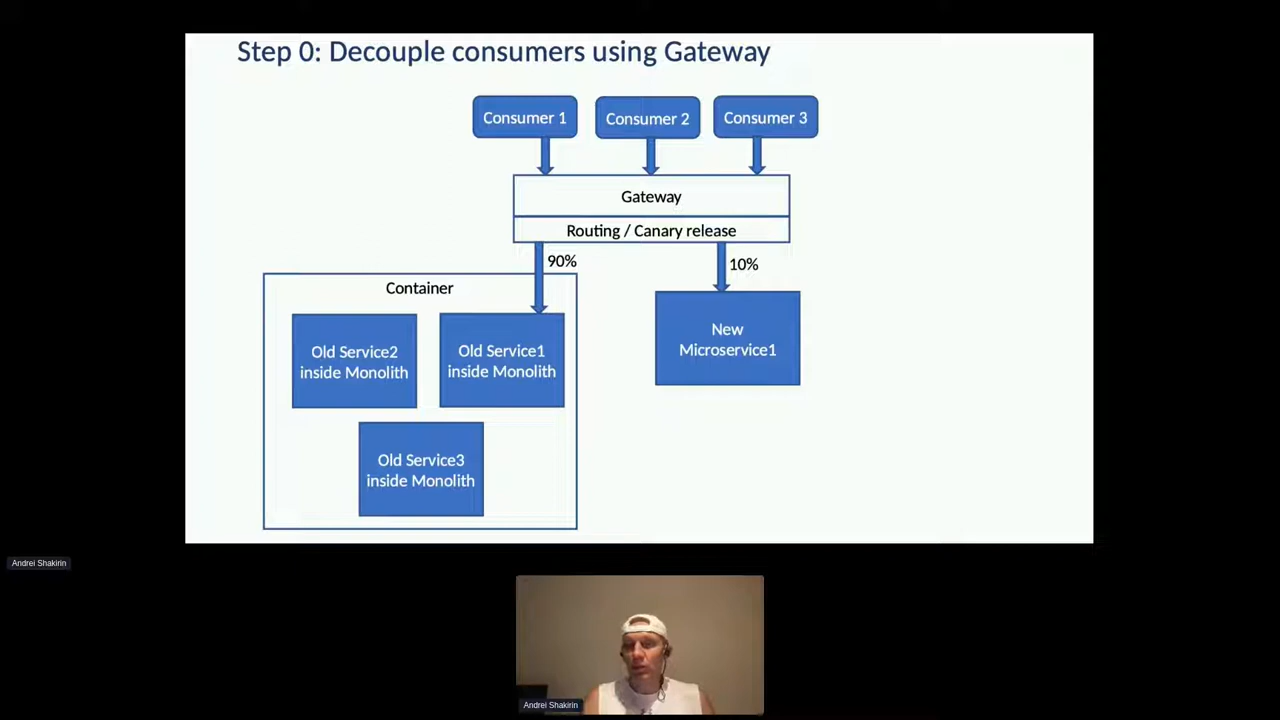 Step 0: Decouple consumers using Gateway
Consumer 1
Consumer 2
Consumer 3
Gateway
Routing / Canary release
90%
10%
Container
Old Service2
inside Monolith
Old Service1
inside Monolith
New
Microservice1
Old Service3
inside Monolith
Andrei Shakirin
Andrei Shakirin